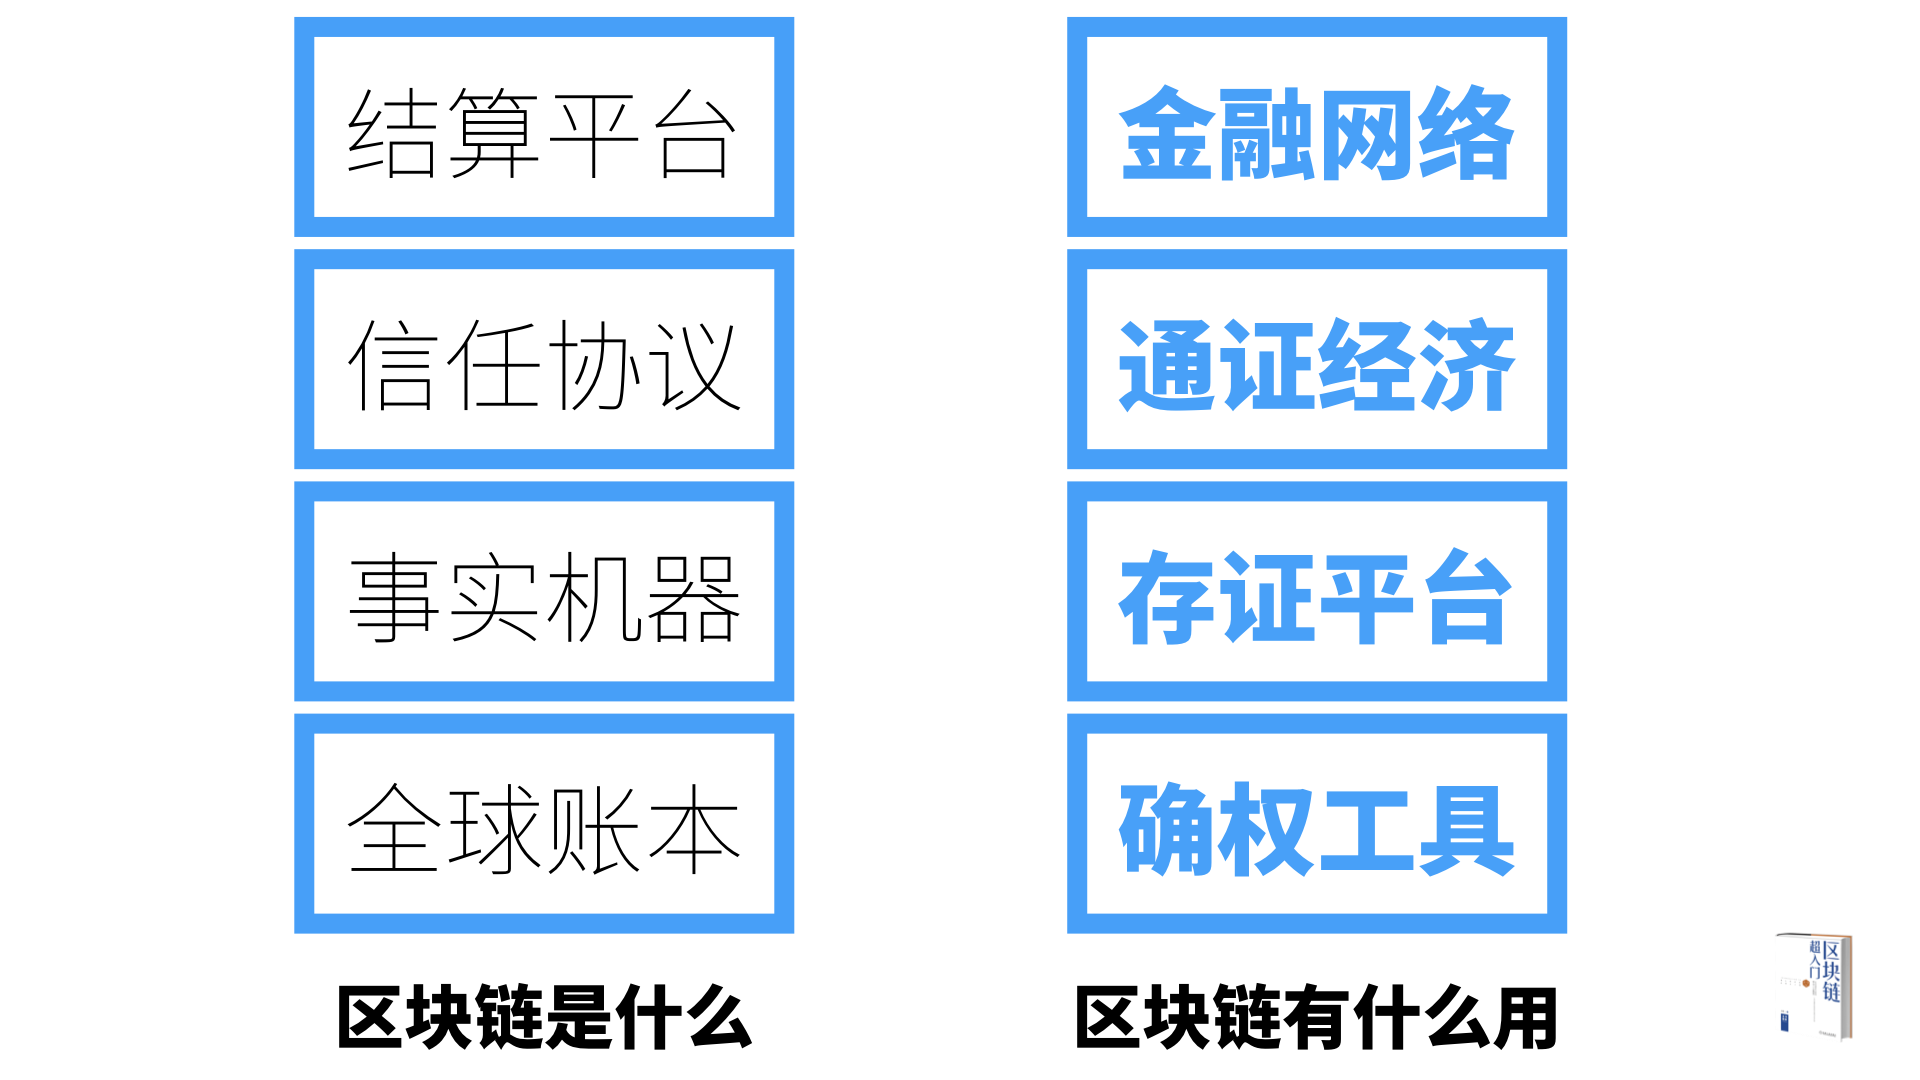 结算平台
信任协议
事实机器
全球账本
区块链是什么
金融网络
通证经济
存证平台
确权工具
区块链有什么用
区块链
超入门